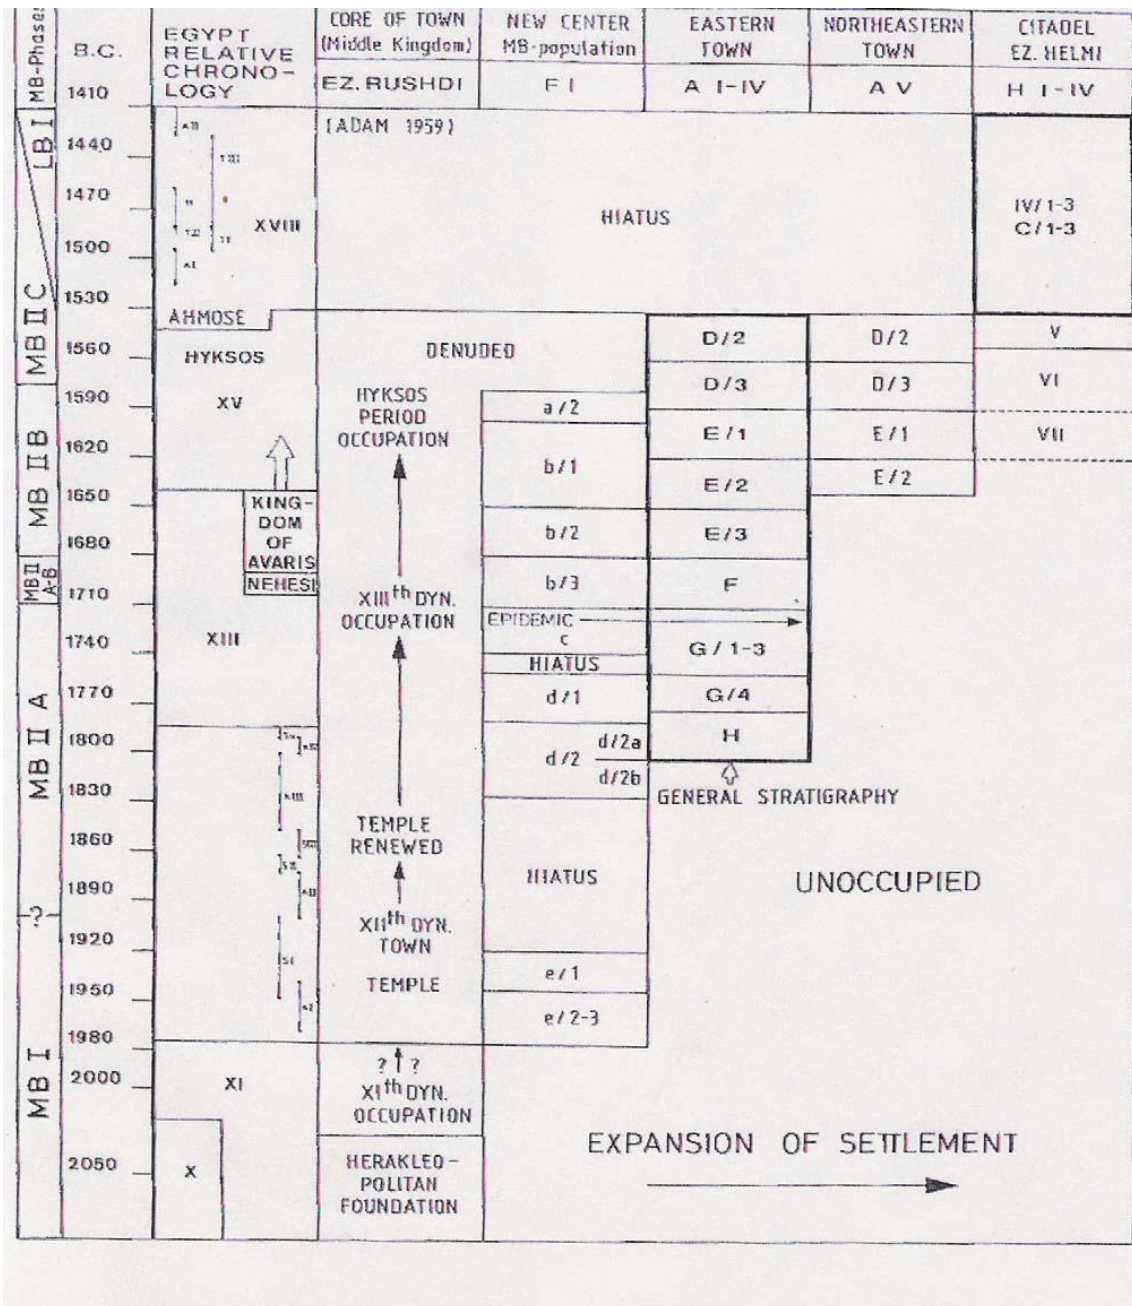 MB-Phases
B.C.
EGYPT
RELATIVE
CHRONO-
LOGY
CORE OF TOWN
(Middle Kingdom)
EZ. RUSHDI
NEW CENTER
MB-population
F I
EASTERN
TOWN
A I-IV
NORTHEASTERN
TOWN
A V
CITADEL
EZ. HELMI
H I-IV
LB I
MB II C
MB II B
MB II
A-B
MB II A
?
MB I
1410
1440
1470
1500
1530
1560
1590
1620
1650
1680
1710
1740
1770
1800
1830
1860
1890
1920
1950
1980
2000
2050
XVIII
AHMOSE
HYKSOS
XV
KING-
DOM
OF
AVARIS
NEHESI
XIII
XI
X
(ADAM 1959)
HIATUS
DENUDED
HYKSOS
PERIOD
OCCUPATION
XIIIth DYN.
OCCUPATION
TEMPLE
RENEWED
XIIth DYN.
TOWN
TEMPLE
? ?
XIth DYN.
OCCUPATION
HERAKLEO-
POLITAN
FOUNDATION
a/2
b/1
b/2
b/3
EPIDEMIC
c
HIATUS
d/1
d/2
d/2a
d/2b
HIATUS
e/1
e/2-3
D/2
D/3
E/1
E/2
E/3
F
G/1-3
G/4
H
GENERAL STRATIGRAPHY
D/2
D/3
E/1
E/2
IV/1-3
C/1-3
V
VI
VII
UNOCCUPIED
EXPANSION OF SETTLEMENT